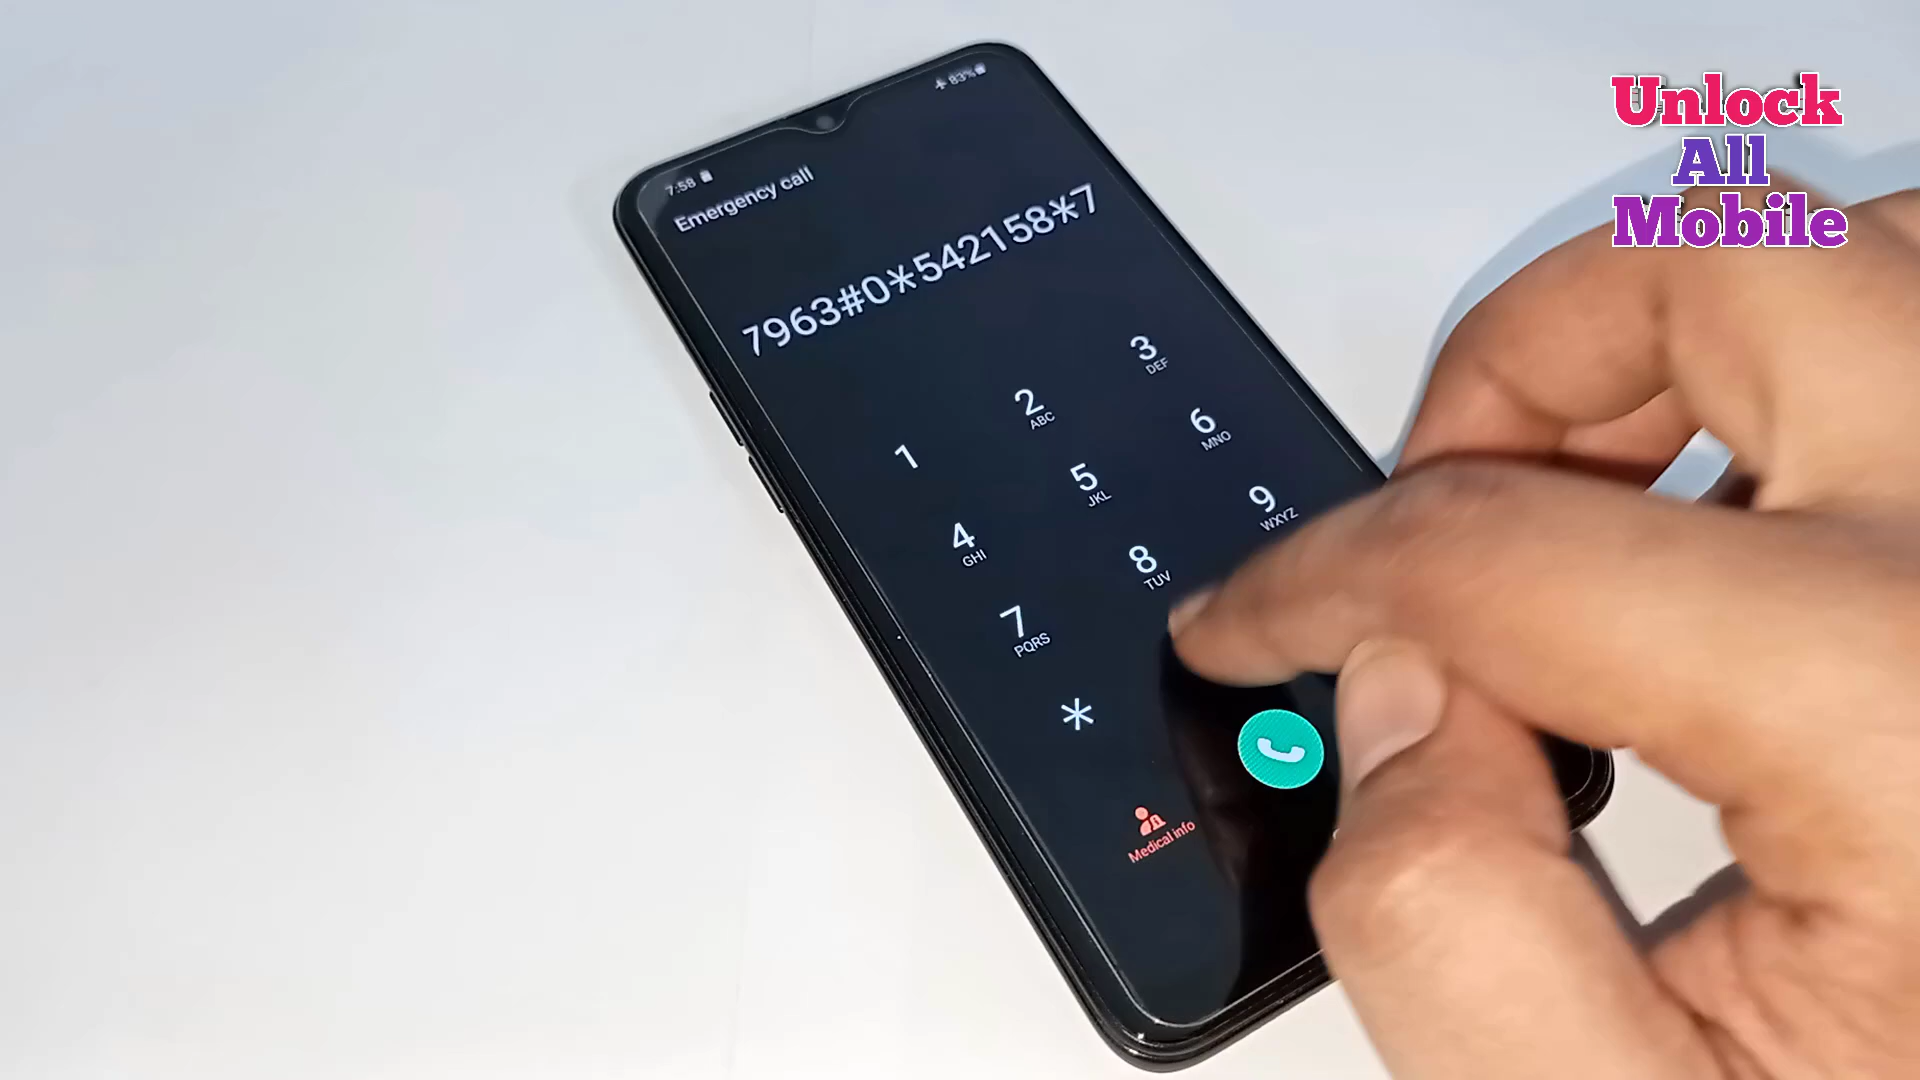 7:58
83%
Emergency call
7963#0*542158*7
1
2
ABC
3
DEF
4
GHI
5
JKL
6
MNO
7
PQRS
8
TUV
9
WXYZ
*
Medical info
Unlock
All
Mobile